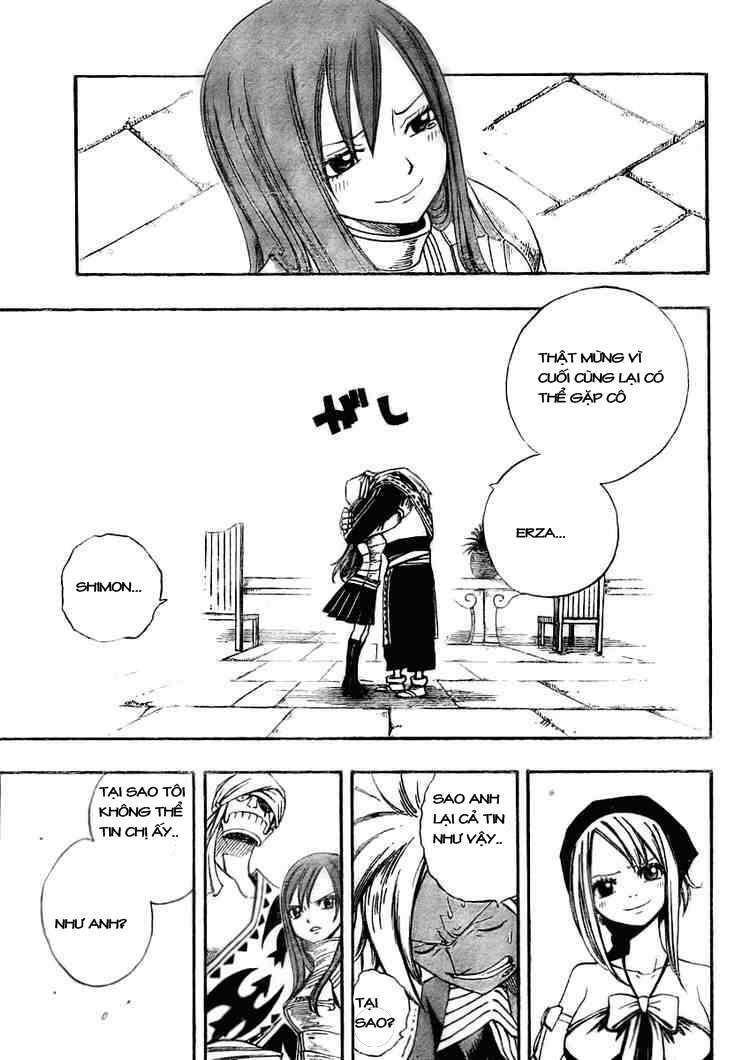 THẬT MỪNG VÌ
CUỐI CÙNG LẠI CÓ
THỂ GẶP CÔ
がしっ
ERZA...
SHIMON...
SAO ANH
LẠI CẢ TIN
NHƯ VẬY..
TẠI
SAO?
TẠI SAO TÔI
KHÔNG THỂ
TIN CHỊ ẤY..
NHƯ ANH?